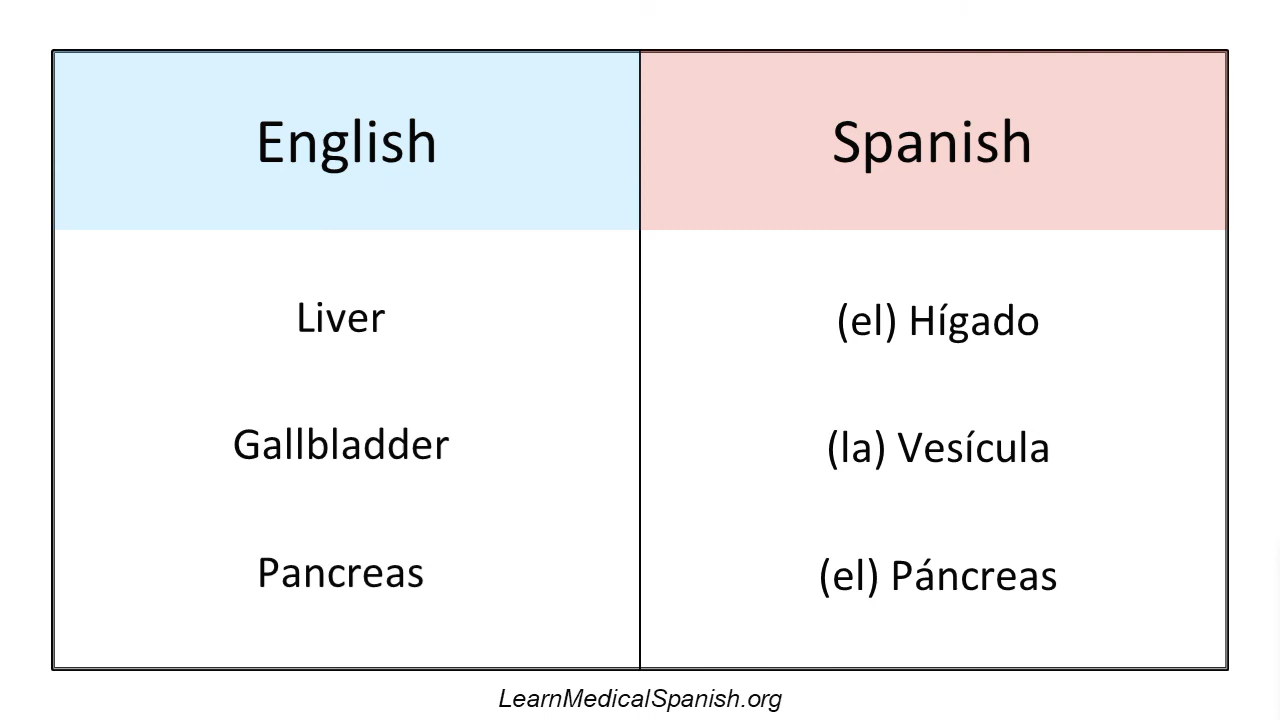 English Spanish
Liver (el) Hígado
Gallbladder (la) Vesícula
Pancreas (el) Páncreas
LearnMedicalSpanish.org